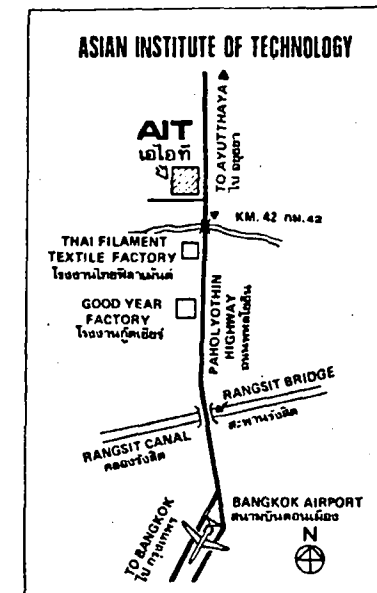 ASIAN INSTITUTE OF TECHNOLOGY
TO AYUTTHAYA
ไป อยุธยา
AIT
เอไอที
KM. 42 กม. 42
THAI FILAMENT
TEXTILE FACTORY
โรงงานไทยฟิลาเม้นต์
GOOD YEAR
FACTORY
โรงงานกู๊ดเยียร์
PAHOLYOTHIN
HIGHWAY
ถนนพหลโยธิน
RANGSIT BRIDGE
สะพานรังสิต
RANGSIT CANAL
คลองรังสิต
BANGKOK AIRPORT
สนามบินดอนเมือง
TO BANGKOK
ไป กรุงเทพฯ
N